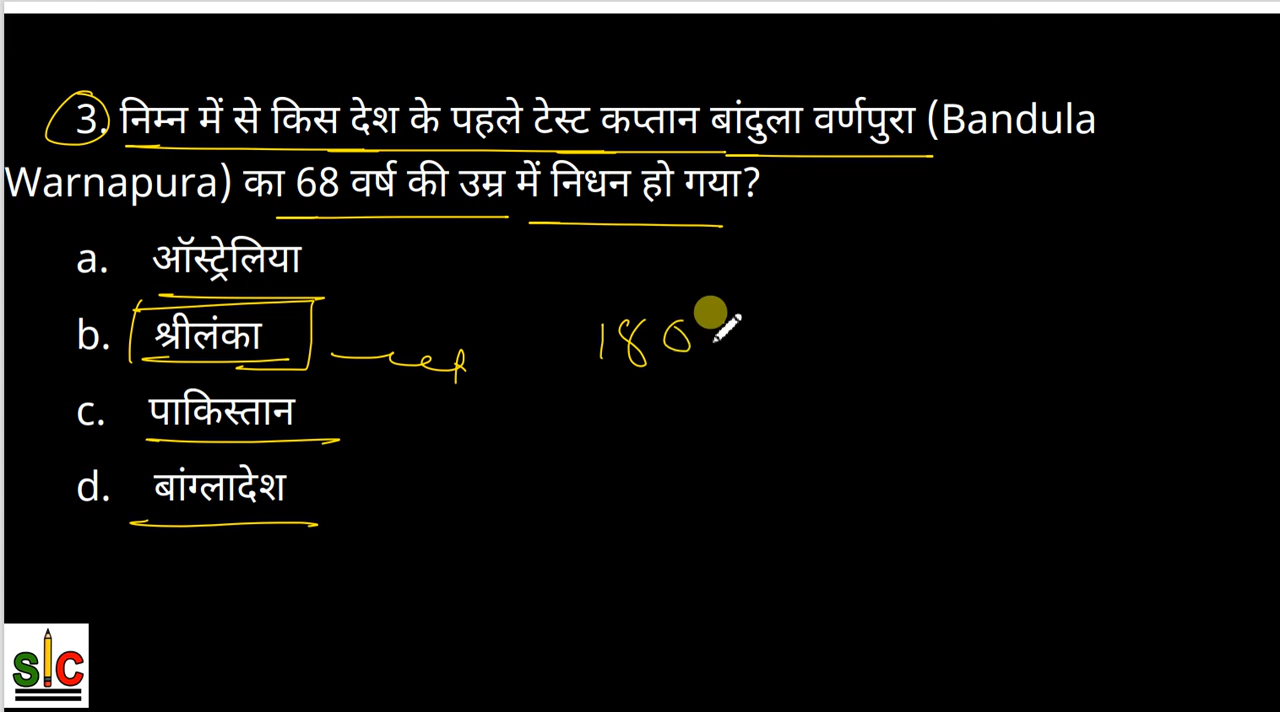 3. निम्न में से किस देश के पहले टेस्ट कप्तान बांदुला वर्णपुरा (Bandula
Warnapura) का 68 वर्ष की उम्र में निधन हो गया?
a. ऑस्ट्रेलिया
b. श्रीलंका
180
c. पाकिस्तान
d. बांग्लादेश
SIC